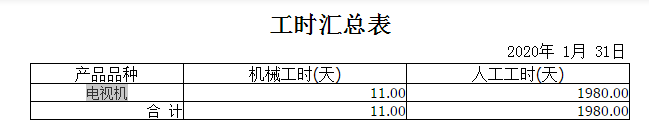 工时汇总表
2020年 1月 31日
产品品种 机械工时(天) 人工工时(天)
电视机 11.00 1980.00
合 计 11.00 1980.00